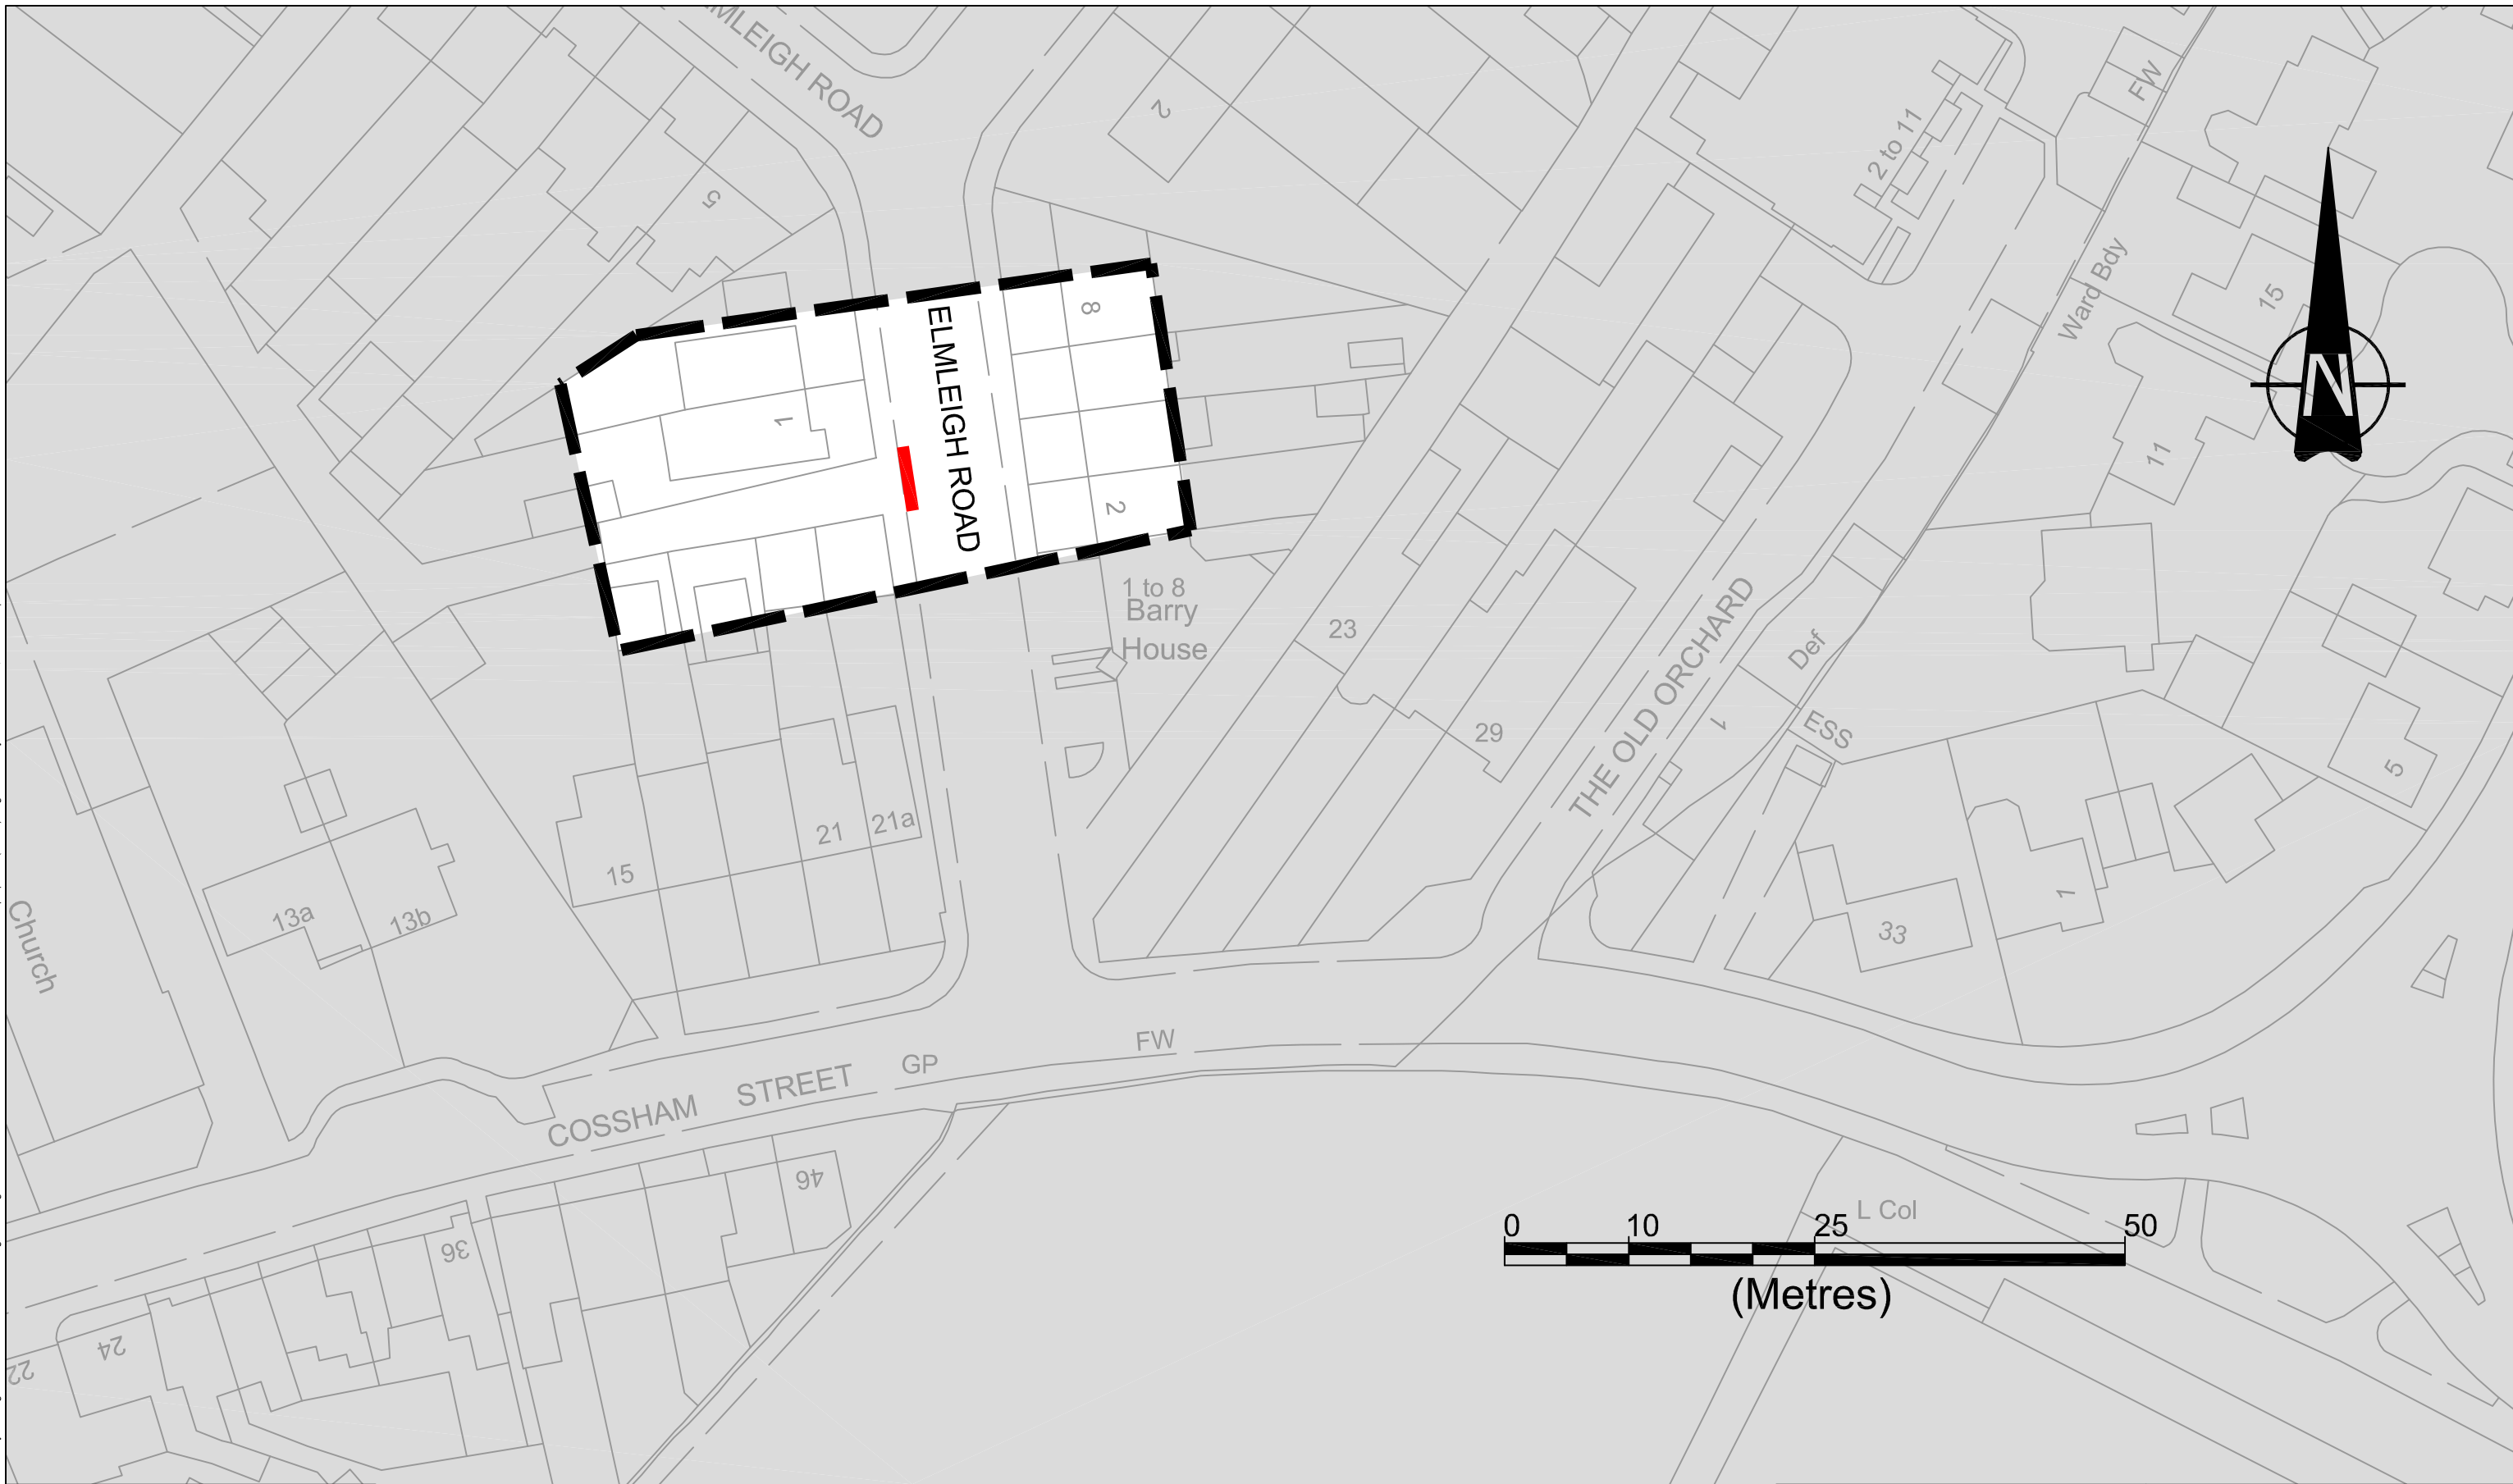 ELMLEIGH ROAD
2
2 to 11
FW
5
Ward Bdy
15
8
N
ELMLEIGH ROAD
1
11
2
1 to 8
Barry
House
23
THE OLD ORCHARD
Def
29
1
ESS
5
21
21a
15
13a
13b
33
1
Church
FW
GP
COSSHAM STREET
46
L Col
0 10 25 50
(Metres)
36
24
22